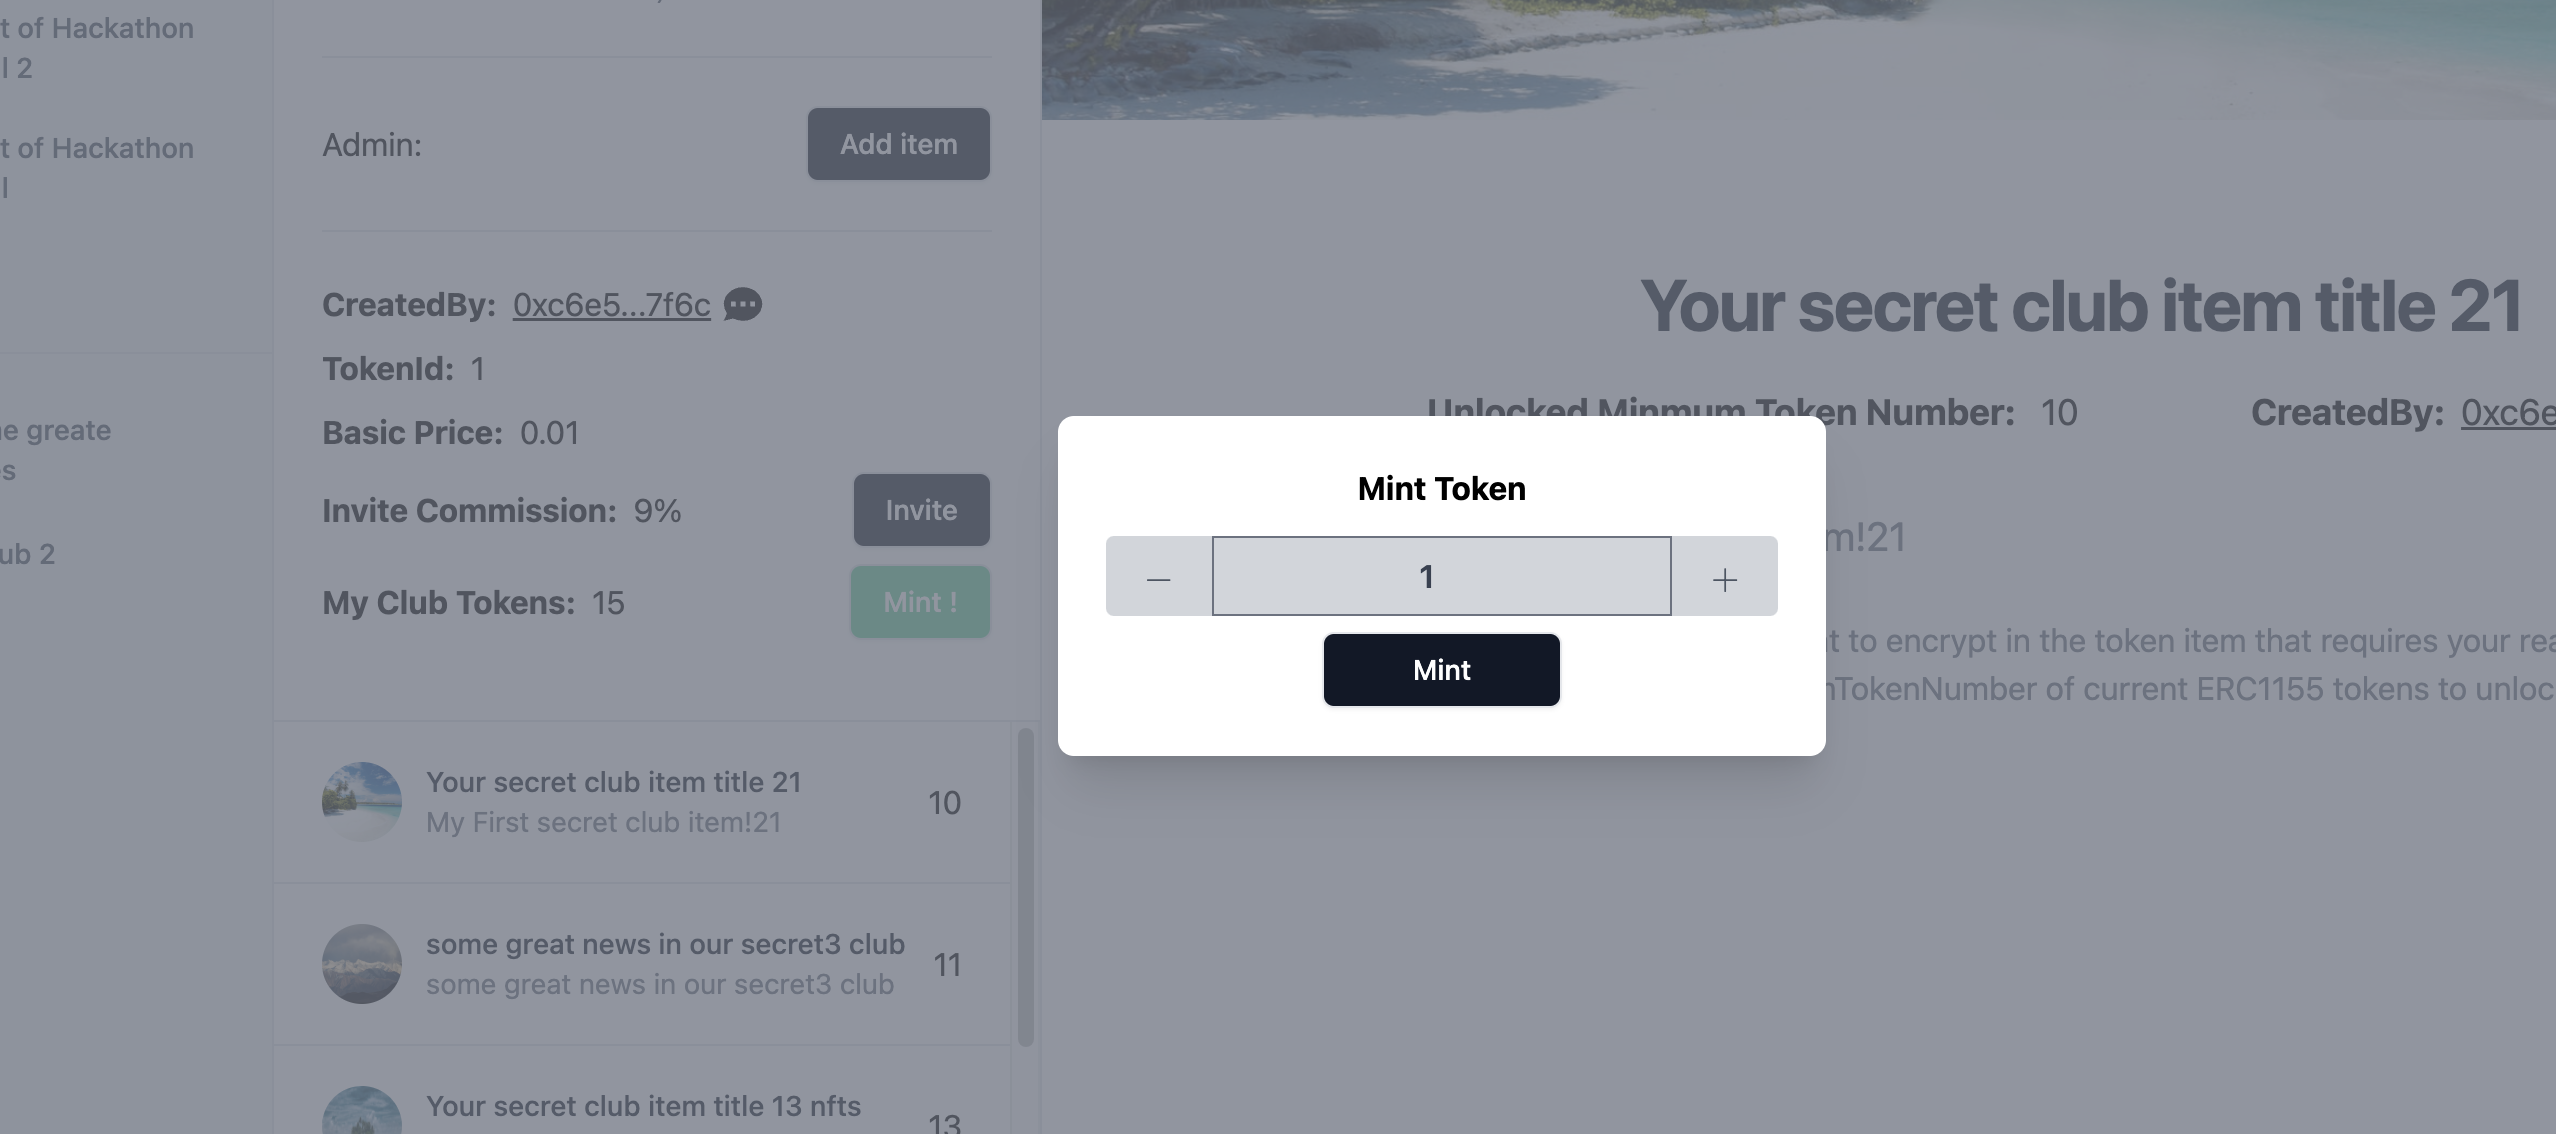 t of Hackathon
l 2
t of Hackathon
l
ne greate
s
ub 2
Admin:
Add item
CreatedBy: 0xc6e5...7f6c
TokenId: 1
Basic Price: 0.01
Invite Commission: 9%
Invite
My Club Tokens: 15
Mint !
Your secret club item title 21
My First secret club item!21
10
some great news in our secret3 club
some great news in our secret3 club
11
Your secret club item title 13 nfts
13
Your secret club item title 21
Unlocked Minmum Token Number: 10
CreatedBy: 0xc6e
m!21
t to encrypt in the token item that requires your rea
nTokenNumber of current ERC1155 tokens to unloc
Mint Token
— 1 +
Mint